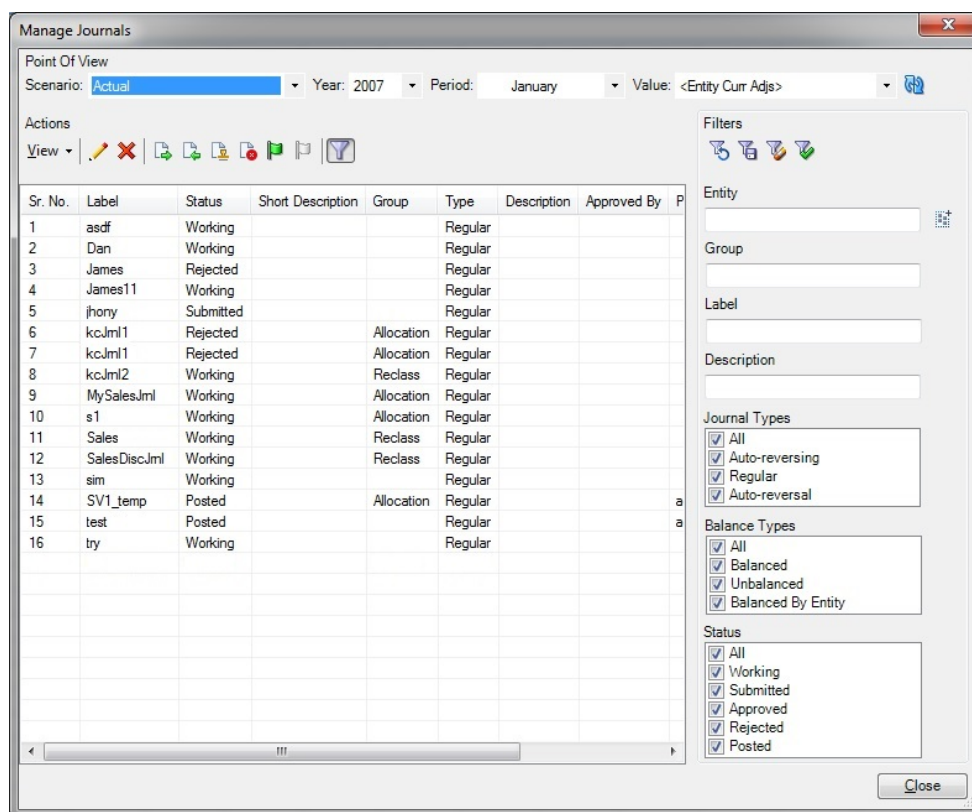 Manage Journals
Point Of View
Scenario: Actual Year: 2007 Period: January Value: <Entity Curr Adjs>
Actions
View
Sr. No. Label Status Short Description Group Type Description Approved By P
1 asdf Working Regular
2 Dan Working Regular
3 James Rejected Regular
4 James11 Working Regular
5 jhony Submitted Regular
6 kcJrnl1 Rejected Allocation Regular
7 kcJrnl1 Rejected Allocation Regular
8 kcJrnl2 Working Reclass Regular
9 MySalesJrnl Working Allocation Regular
10 s1 Working Allocation Regular
11 Sales Working Reclass Regular
12 SalesDiscJrnl Working Reclass Regular
13 sim Working Regular
14 SV1_temp Posted Allocation Regular a
15 test Posted Regular a
16 try Working Regular
Filters
Entity
Group
Label
Description
Journal Types
All
Auto-reversing
Regular
Auto-reversal
Balance Types
All
Balanced
Unbalanced
Balanced By Entity
Status
All
Working
Submitted
Approved
Rejected
Posted
Close